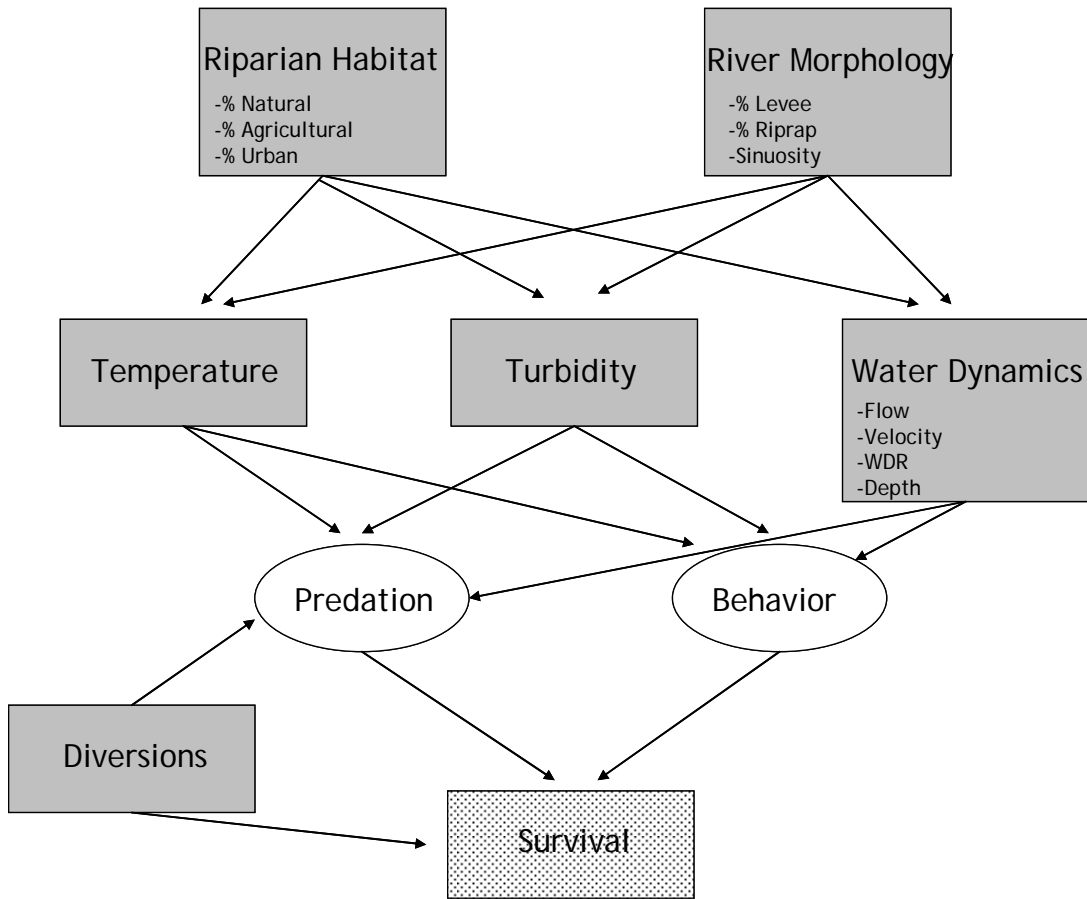 Riparian Habitat
-% Natural
-% Agricultural
-% Urban
River Morphology
-% Levee
-% Riprap
-Sinuosity
Temperature
Turbidity
Water Dynamics
-Flow
-Velocity
-WDR
-Depth
Predation
Behavior
Diversions
Survival